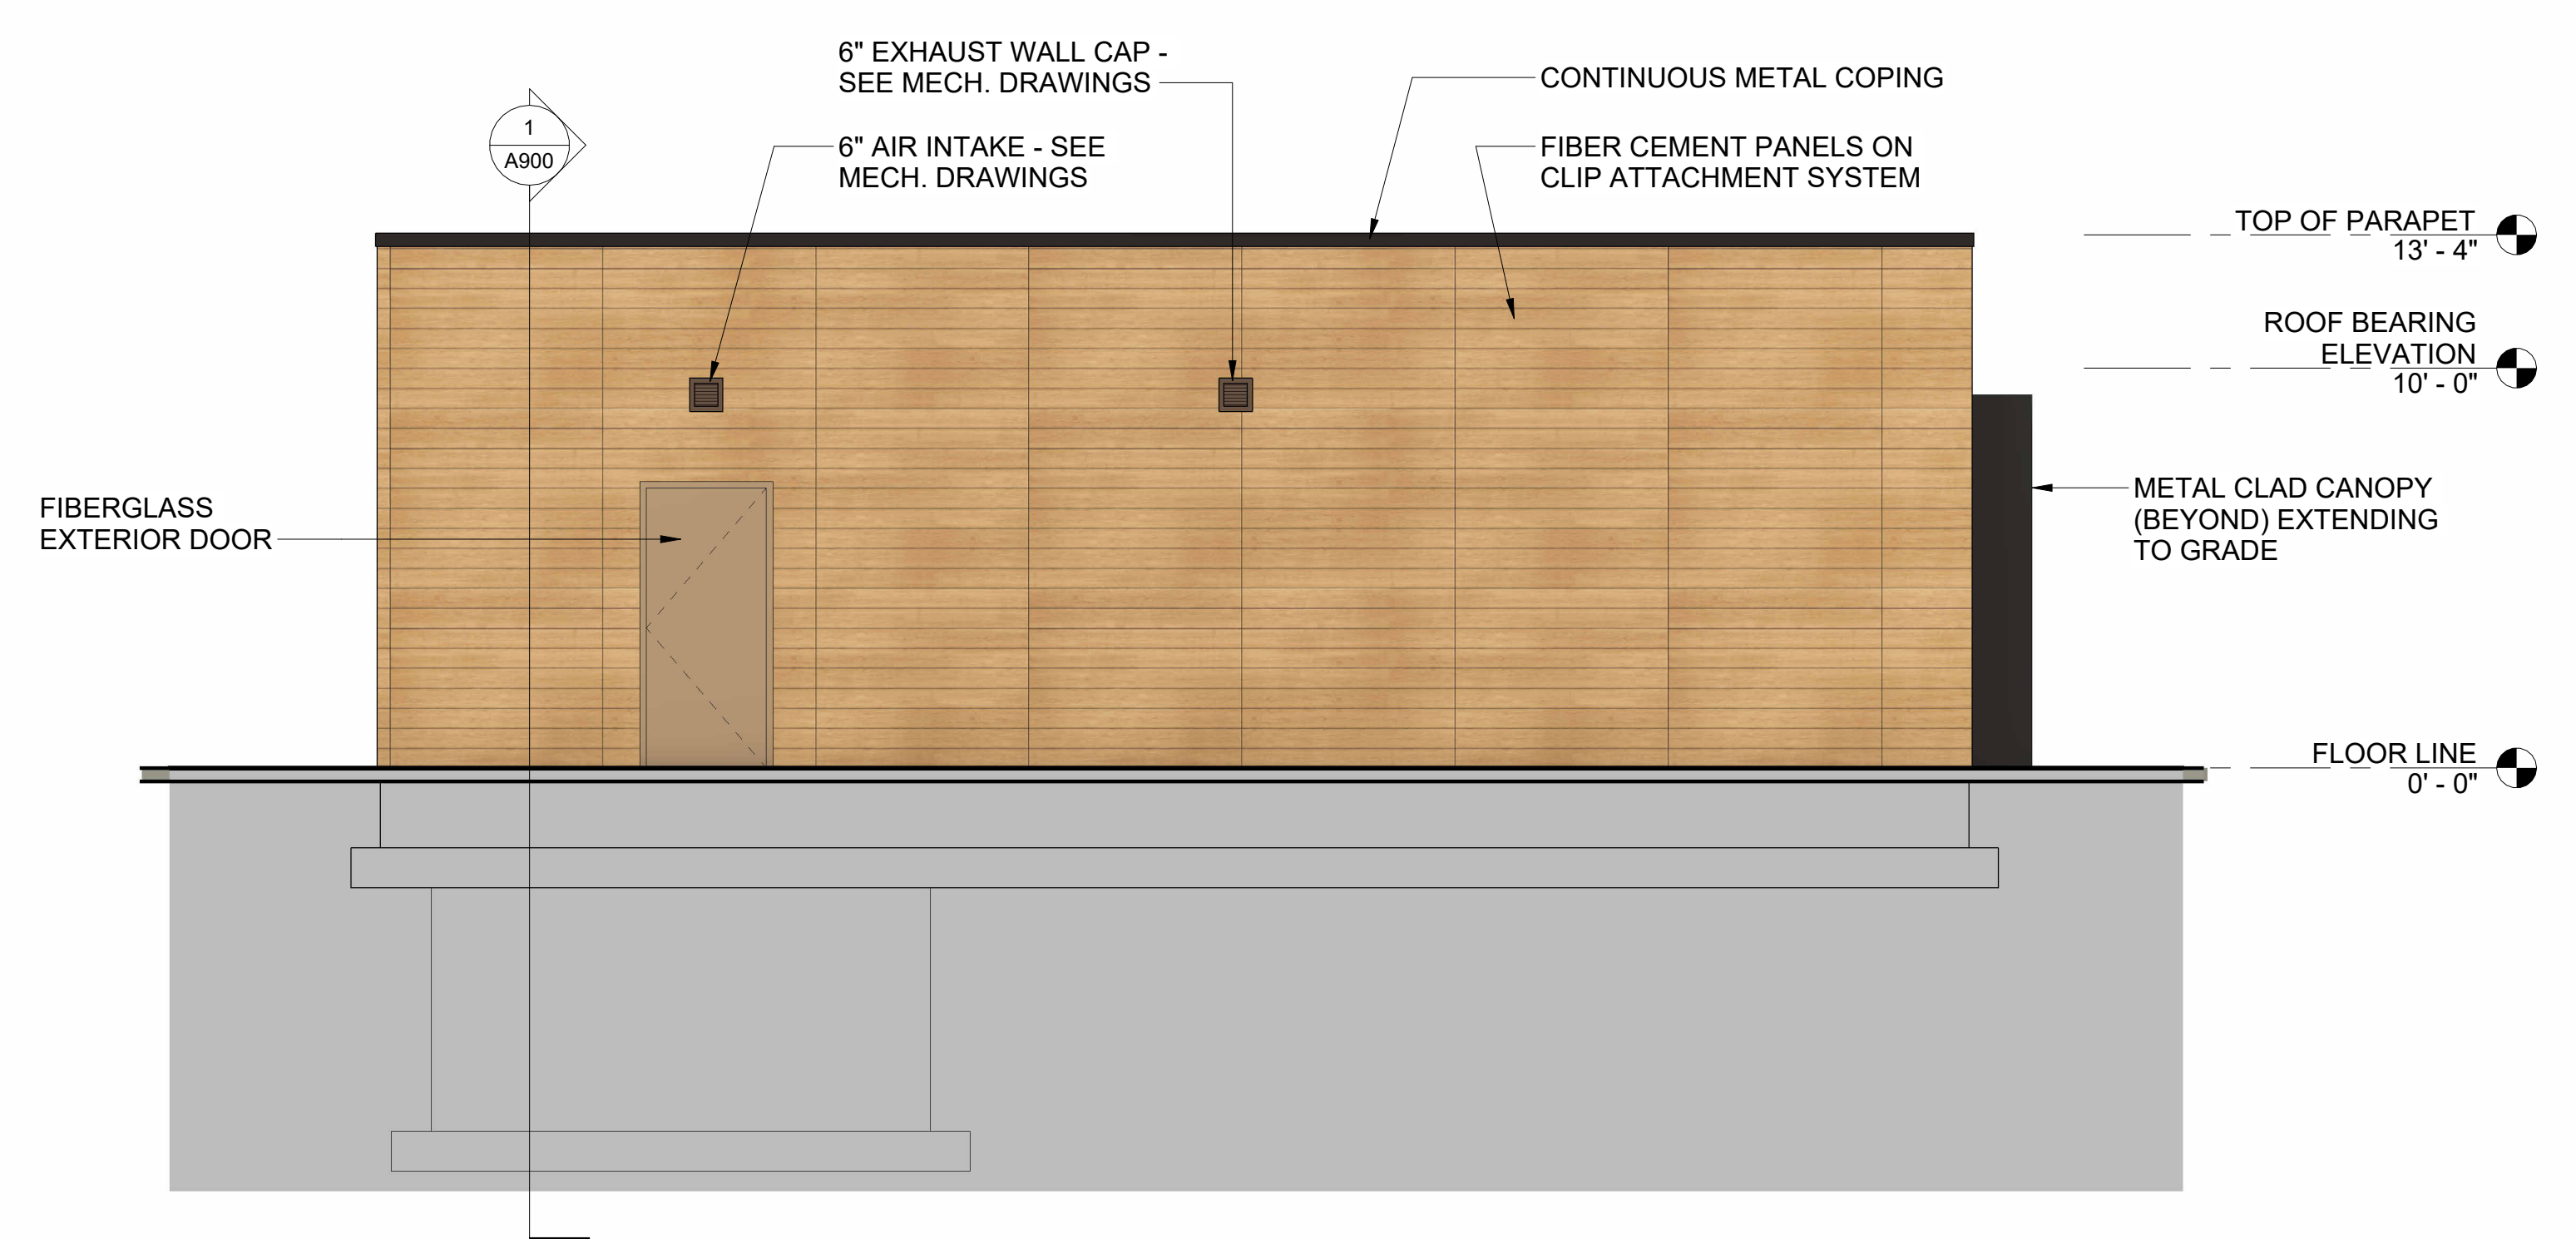 6" EXHAUST WALL CAP -
SEE MECH. DRAWINGS
CONTINUOUS METAL COPING
1
A900
6" AIR INTAKE - SEE
MECH. DRAWINGS
FIBER CEMENT PANELS ON
CLIP ATTACHMENT SYSTEM
TOP OF PARAPET
13' - 4"
ROOF BEARING
ELEVATION
10' - 0"
FIBERGLASS
EXTERIOR DOOR
METAL CLAD CANOPY
(BEYOND) EXTENDING
TO GRADE
FLOOR LINE
0' - 0"